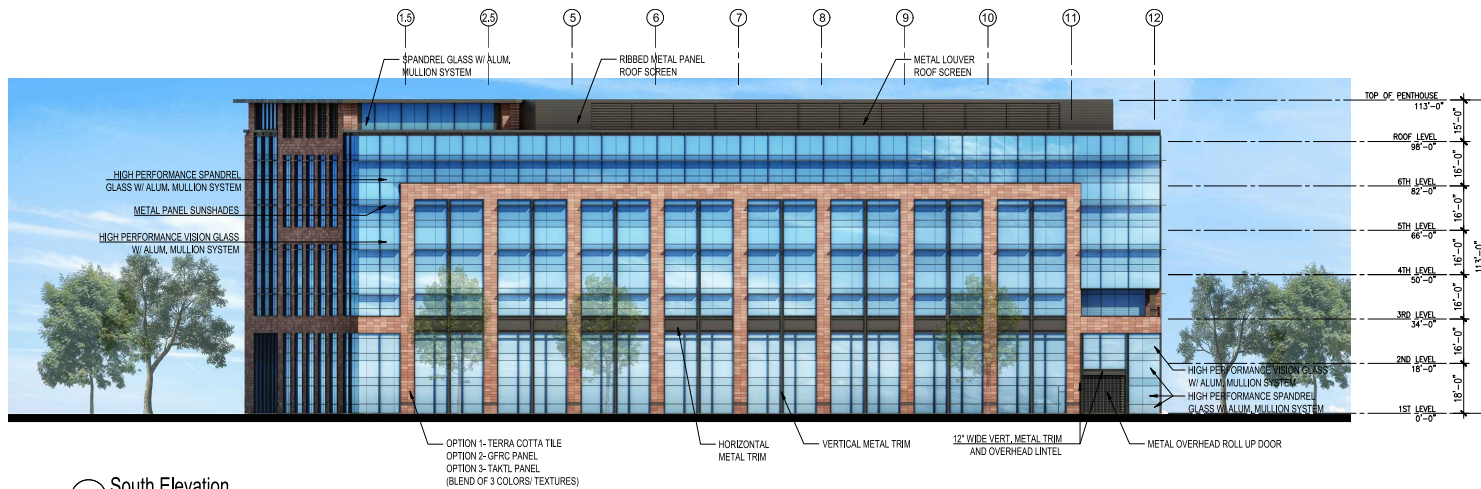 1.5
2.5
5
6
7
8
9
10
11
12
SPANDREL GLASS W/ ALUM.
MULLION SYSTEM
RIBBED METAL PANEL
ROOF SCREEN
METAL LOUVER
ROOF SCREEN
HIGH PERFORMANCE SPANDREL
GLASS W/ ALUM. MULLION SYSTEM
METAL PANEL SUNSHADES
HIGH PERFORMANCE VISION GLASS
W/ ALUM. MULLION SYSTEM
TOP OF PENTHOUSE
113'-0"
15'-0"
ROOF LEVEL
98'-0"
16'-0"
6TH LEVEL
82'-0"
16'-0"
5TH LEVEL
66'-0"
16'-0"
113'-0"
4TH LEVEL
50'-0"
16'-0"
3RD LEVEL
34'-0"
16'-0"
2ND LEVEL
18'-0"
18'-0"
1ST LEVEL
0'-0"
HIGH PERFORMANCE VISION GLASS
W/ ALUM. MULLION SYSTEM
HIGH PERFORMANCE SPANDREL
GLASS W/ ALUM. MULLION SYSTEM
OPTION 1- TERRA COTTA TILE
OPTION 2- GFRC PANEL
OPTION 3- TAKTL PANEL
(BLEND OF 3 COLORS/ TEXTURES)
HORIZONTAL
METAL TRIM
VERTICAL METAL TRIM
12" WIDE VERT. METAL TRIM
AND OVERHEAD LINTEL
METAL OVERHEAD ROLL UP DOOR
South Elevation